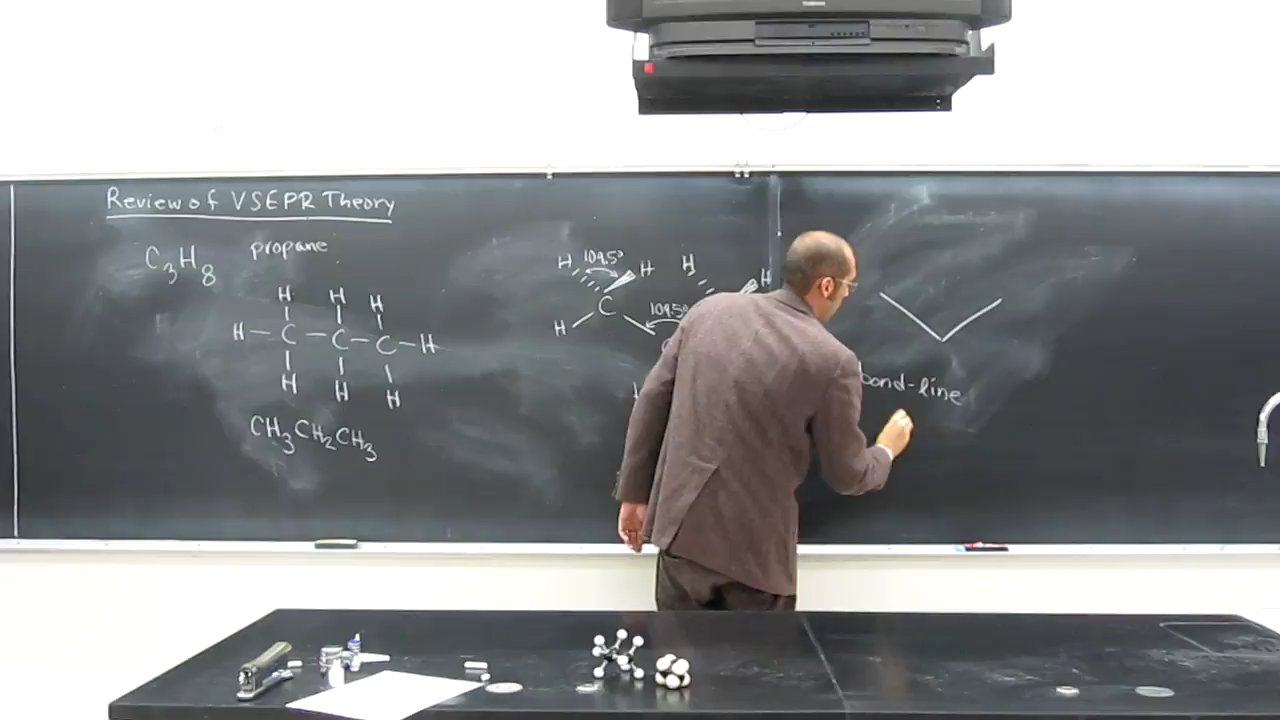 Review of VSEPR Theory
C3H8 propane
H H H
H — C — C — C — H
H H H
CH3CH2CH3
H 109.5° H H H
C 109.5°
H
bond-line